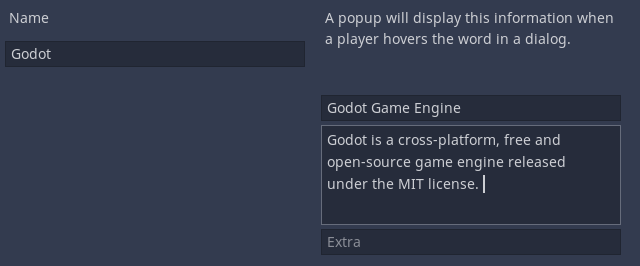 Name
Godot
A popup will display this information when
a player hovers the word in a dialog.
Godot Game Engine
Godot is a cross-platform, free and
open-source game engine released
under the MIT license.
Extra